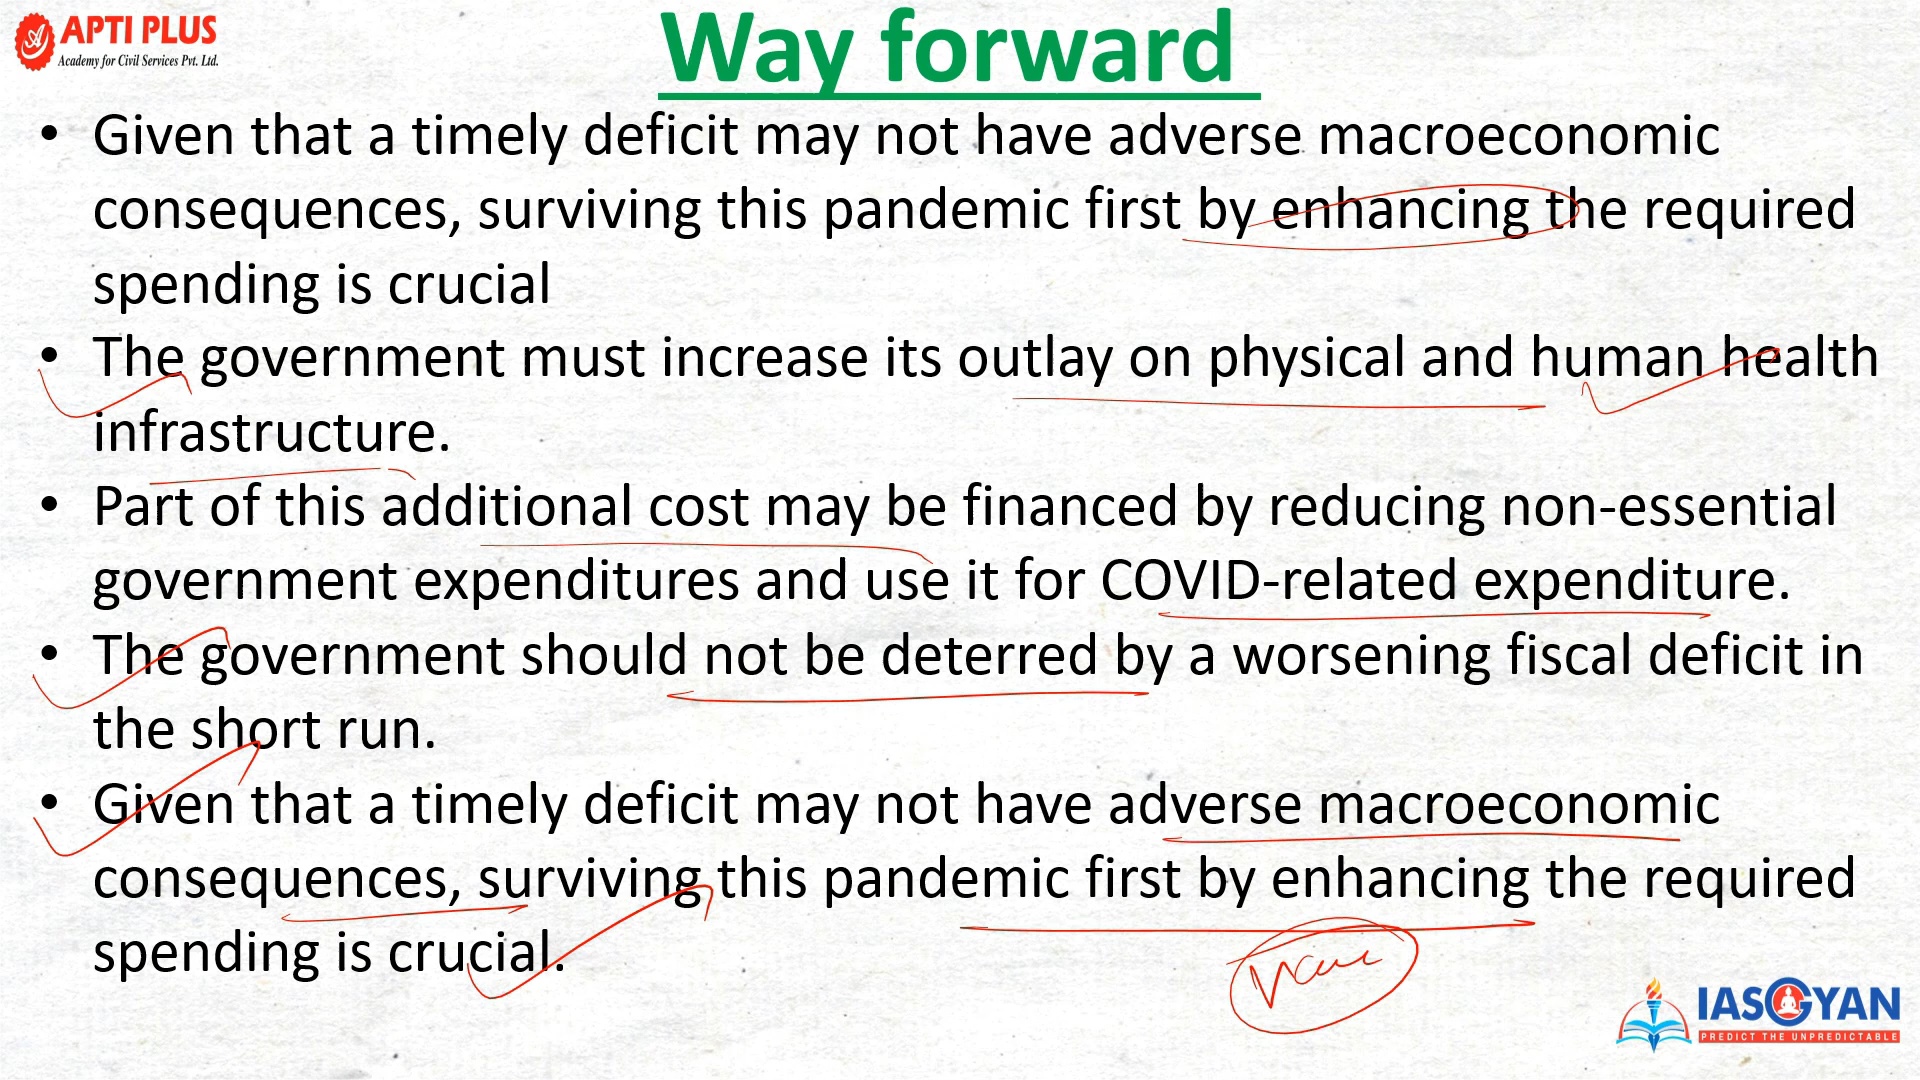 APTI PLUS
Academy for Civil Services Pvt. Ltd.
Way forward
• Given that a timely deficit may not have adverse macroeconomic
consequences, surviving this pandemic first by enhancing the required
spending is crucial
• The government must increase its outlay on physical and human health
infrastructure.
• Part of this additional cost may be financed by reducing non-essential
government expenditures and use it for COVID-related expenditure.
• The government should not be deterred by a worsening fiscal deficit in
the short run.
• Given that a timely deficit may not have adverse macroeconomic
consequences, surviving this pandemic first by enhancing the required
spending is crucial.
IASGYAN
PREDICT THE UNPREDICTABLE